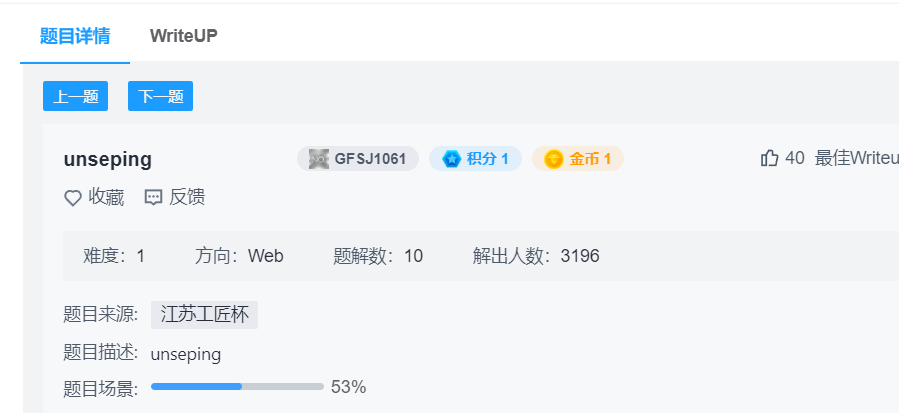 题目详情 WriteUP
上一题 下一题
unseping GFSJ1061 积分 1 金币 1 40 最佳Writeu
收藏 反馈
难度：1 方向：Web 题解数：10 解出人数：3196
题目来源: 江苏工匠杯
题目描述: unseping
题目场景: 53%